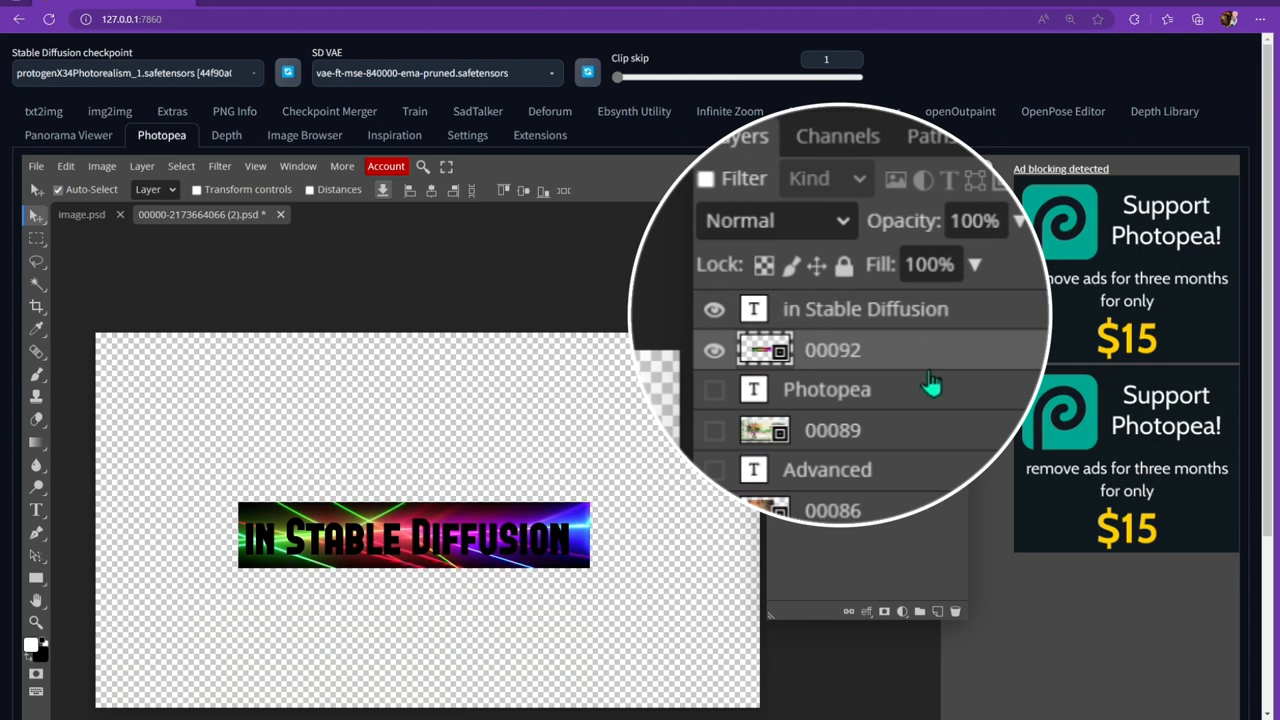 127.0.0.1:7860
Stable Diffusion checkpoint
SD VAE
Clip skip
1
protogenX34Photorealism_1.safetensors [44f90a0
vae-ft-mse-840000-ema-pruned.safetensors
txt2img
img2img
Extras
PNG Info
Checkpoint Merger
Train
SadTalker
Deforum
Ebsynth Utility
Infinite Zoom
openOutpaint
OpenPose Editor
Depth Library
Panorama Viewer
Photopea
Depth
Image Browser
Inspiration
Settings
Extensions
File Edit Image Layer Select Filter View Window More Account
Auto-Select
Layer
Transform controls
Distances
image.psd
00000-2173664066 (2).psd *
Channels
Filter
Kind
Normal
Opacity: 100%
Lock:
Fill: 100%
in Stable Diffusion
00092
Photopea
00089
Advanced
00086
in Stable Diffusion
eff
Ad blocking detected
Support
Photopea!
remove ads for three months
for only
$15
Support
Photopea!
remove ads for three months
for only
$15